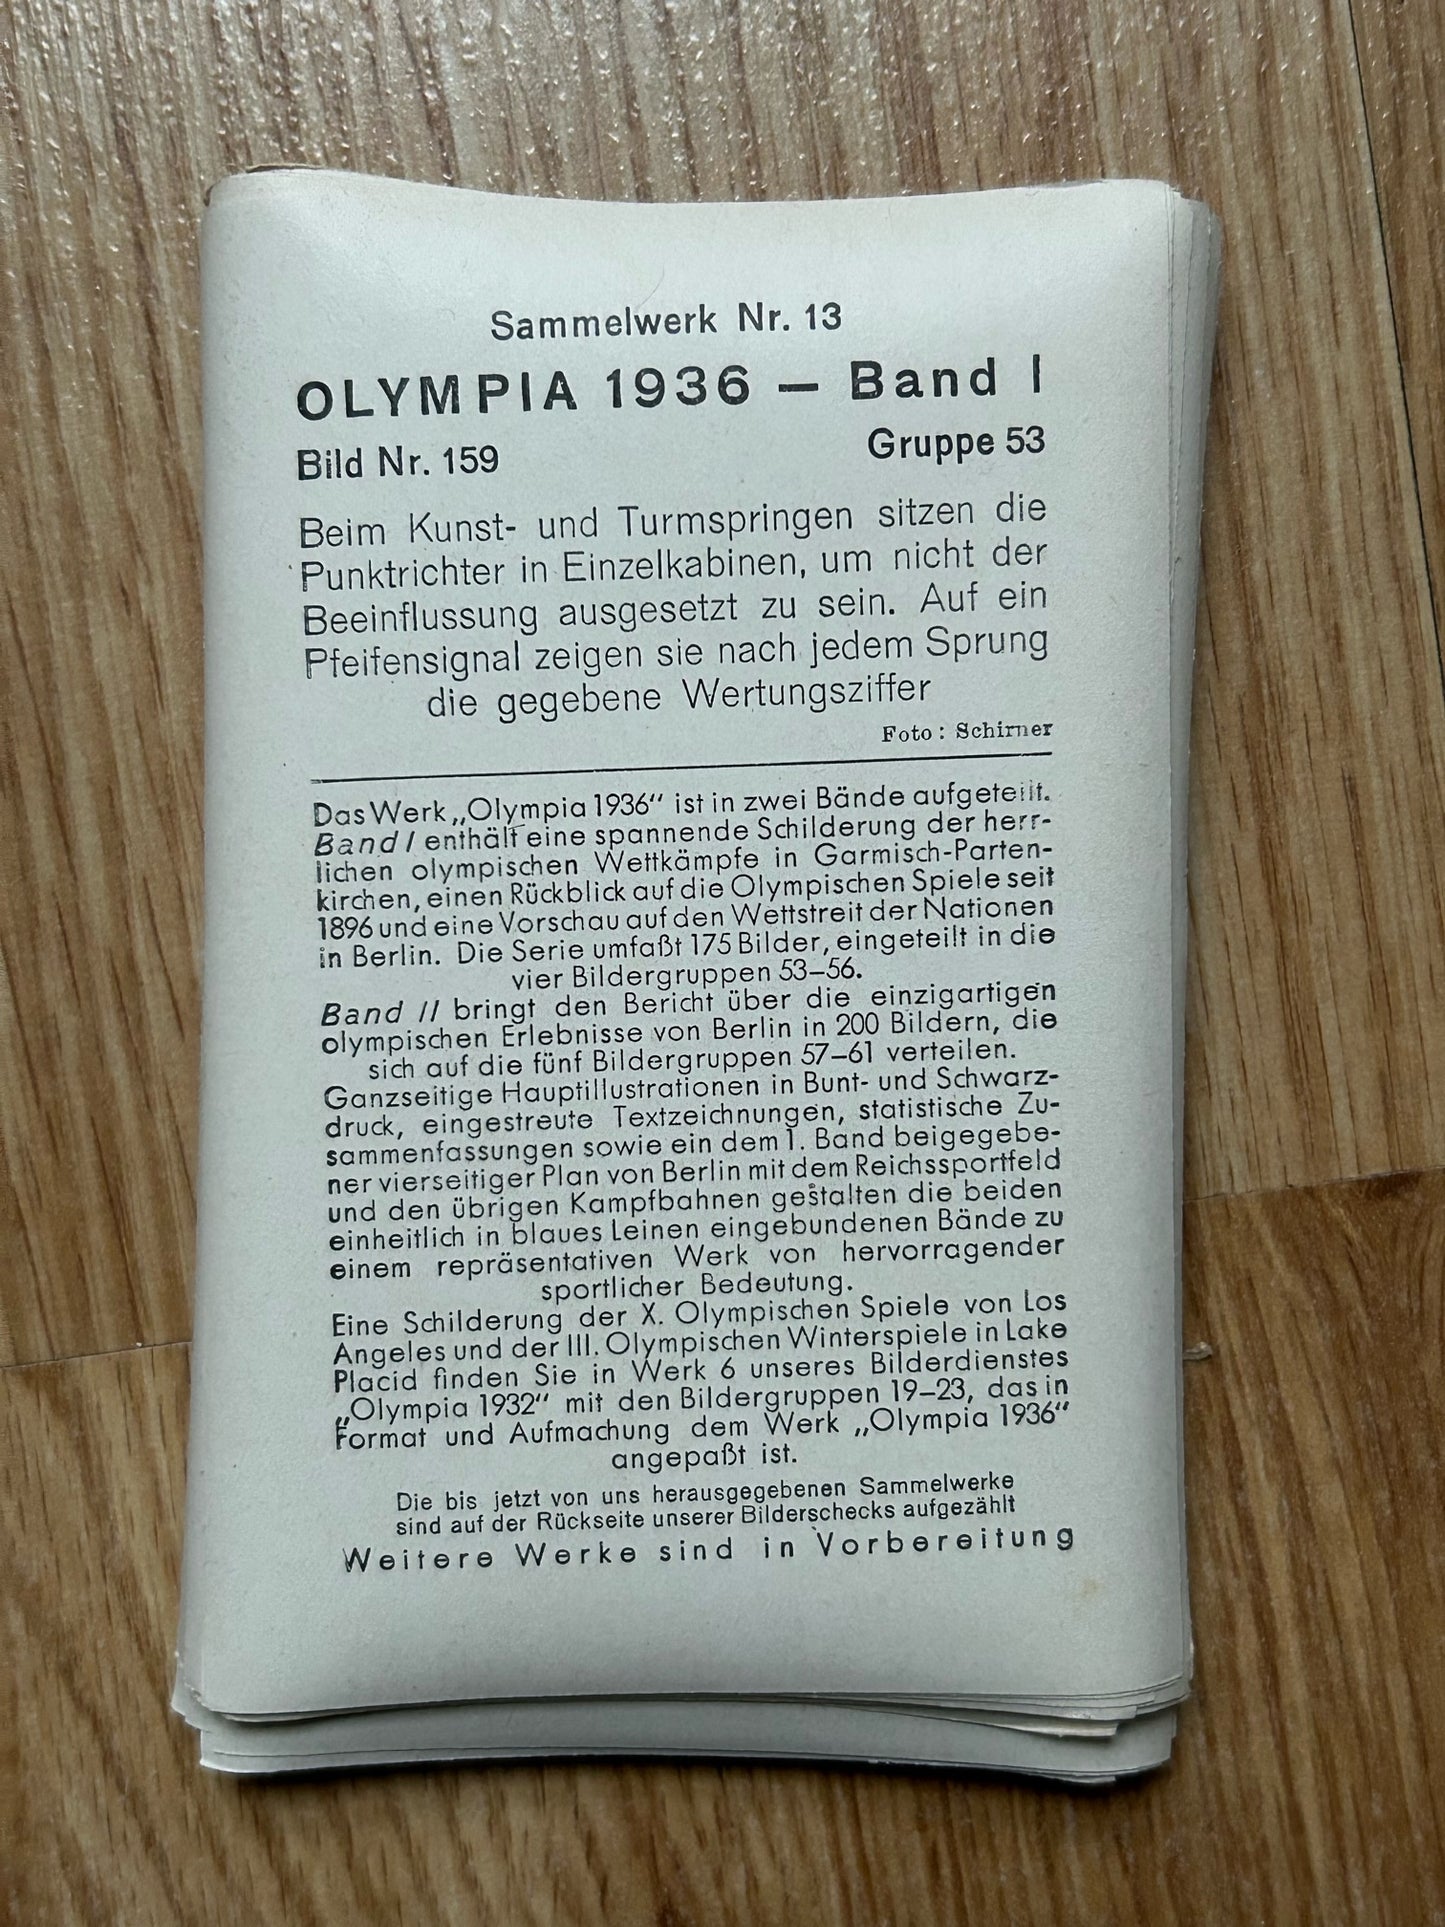 Sammelwerk Nr. 13
OLYMPIA 1936 — Band I
Bild Nr. 159 Gruppe 53
Beim Kunst- und Turmspringen sitzen die
Punktrichter in Einzelkabinen, um nicht der
Beeinflussung ausgesetzt zu sein. Auf ein
Pfeifensignal zeigen sie nach jedem Sprung
die gegebene Wertungsziffer
Foto: Schirner
Das Werk „Olympia 1936“ ist in zwei Bände aufgeteilt.
Band I enthält eine spannende Schilderung der herr-
lichen olympischen Wettkämpfe in Garmisch-Parten-
kirchen, einen Rückblick auf die Olympischen Spiele seit
1896 und eine Vorschau auf den Wettstreit der Nationen
in Berlin. Die Serie umfaßt 175 Bilder, eingeteilt in die
vier Bildergruppen 53–56.
Band II bringt den Bericht über die einzigartigen
olympischen Erlebnisse von Berlin in 200 Bildern, die
sich auf die fünf Bildergruppen 57–61 verteilen.
Ganzseitige Hauptillustrationen in Bunt- und Schwarz-
druck, eingestreute Textzeichnungen, statistische Zu-
sammenfassungen sowie ein dem 1. Band beigegebe-
ner vierseitiger Plan von Berlin mit dem Reichssportfeld
und den übrigen Kampfbahnen gestalten die beiden
einheitlich in blaues Leinen eingebundenen Bände zu
einem repräsentativen Werk von hervorragender
sportlicher Bedeutung.
Eine Schilderung der X. Olympischen Spiele von Los
Angeles und der III. Olympischen Winterspiele in Lake
Placid finden Sie in Werk 6 unseres Bilderdienstes
„Olympia 1932“ mit den Bildergruppen 19–23, das in
Format und Aufmachung dem Werk „Olympia 1936“
angepaßt ist.
Die bis jetzt von uns herausgegebenen Sammelwerke
sind auf der Rückseite unserer Bilderschecks aufgezählt
Weitere Werke sind in Vorbereitung